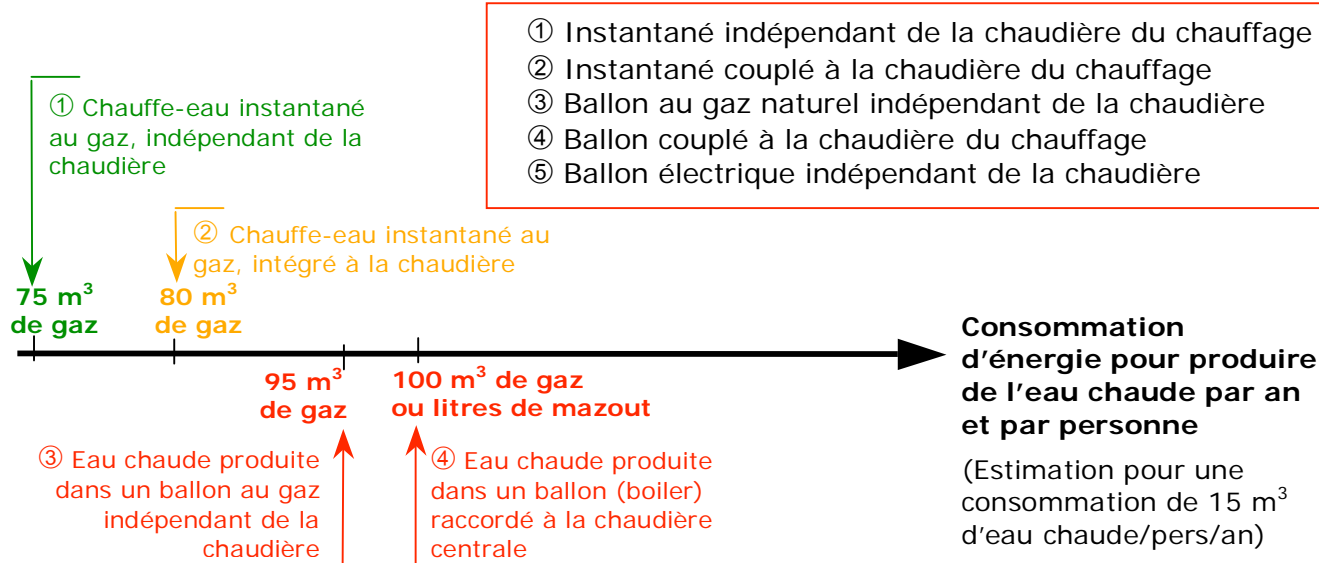 ① Instantané indépendant de la chaudière du chauffage
② Instantané couplé à la chaudière du chauffage
③ Ballon au gaz naturel indépendant de la chaudière
④ Ballon couplé à la chaudière du chauffage
⑤ Ballon électrique indépendant de la chaudière
① Chauffe-eau instantané
au gaz, indépendant de la
chaudière
② Chauffe-eau instantané au
gaz, intégré à la chaudière
75 m³
de gaz
80 m³
de gaz
95 m³
de gaz
100 m³ de gaz
ou litres de mazout
③ Eau chaude produite
dans un ballon au gaz
indépendant de la
chaudière
④ Eau chaude produite
dans un ballon (boiler)
raccordé à la chaudière
centrale
Consommation
d'énergie pour produire
de l'eau chaude par an
et par personne
(Estimation pour une
consommation de 15 m³
d'eau chaude/pers/an)